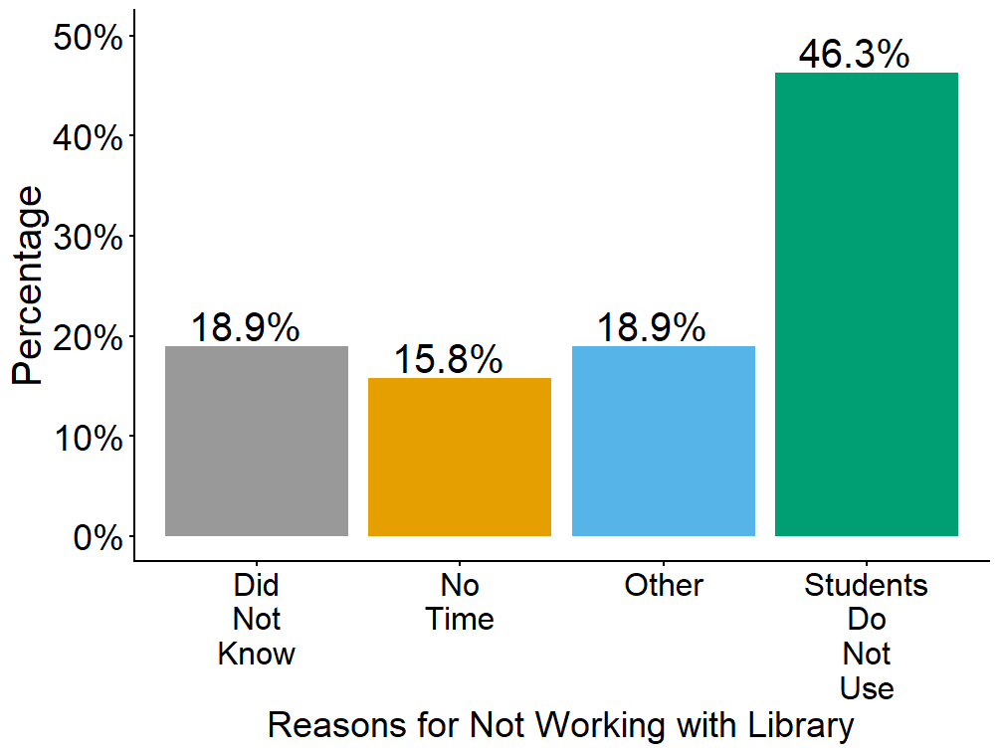 50%
40%
30%
20%
10%
0%
Percentage
18.9%
15.8%
18.9%
46.3%
Did
Not
Know
No
Time
Other
Students
Do
Not
Use
Reasons for Not Working with Library